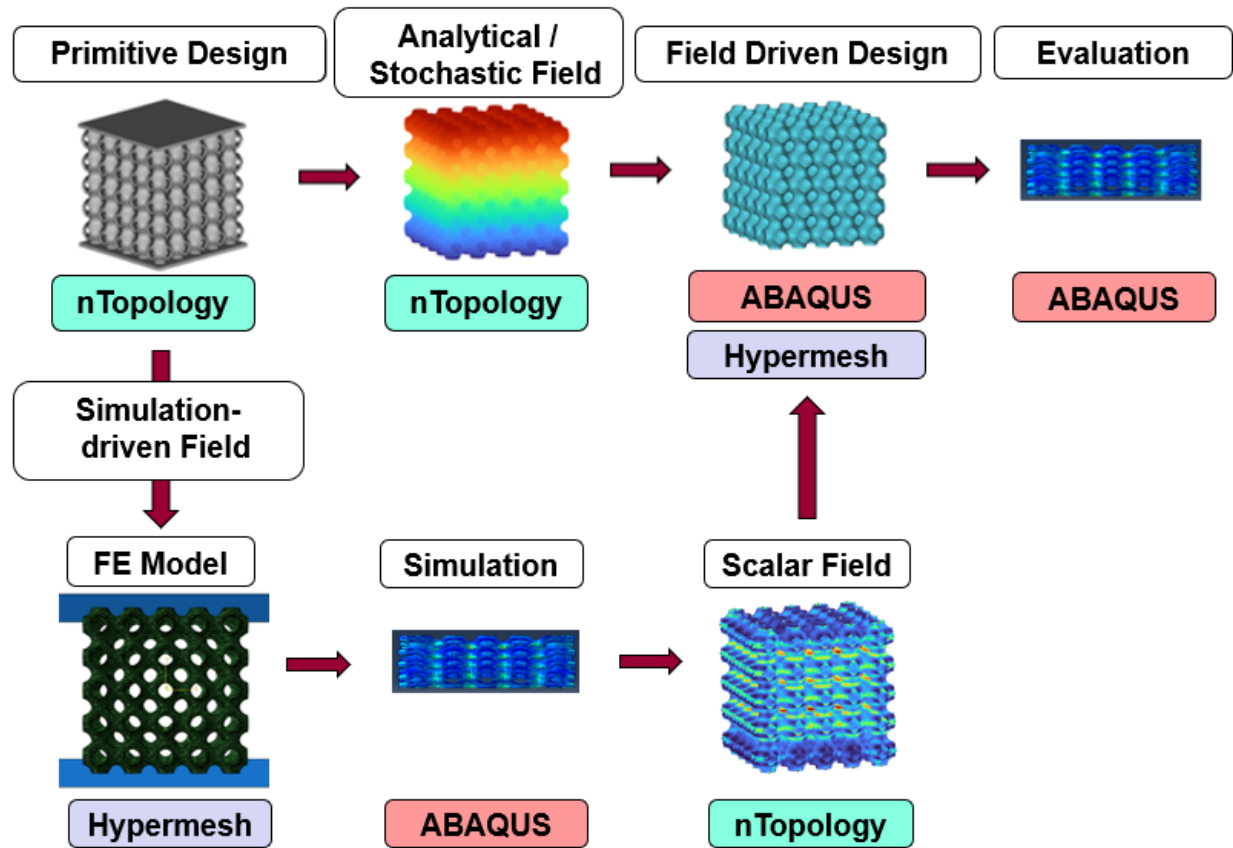 Primitive Design
Analytical /
Stochastic Field
Field Driven Design
Evaluation
nTopology
nTopology
ABAQUS
ABAQUS
Hypermesh
Simulation-
driven Field
FE Model
Simulation
Scalar Field
Hypermesh
ABAQUS
nTopology